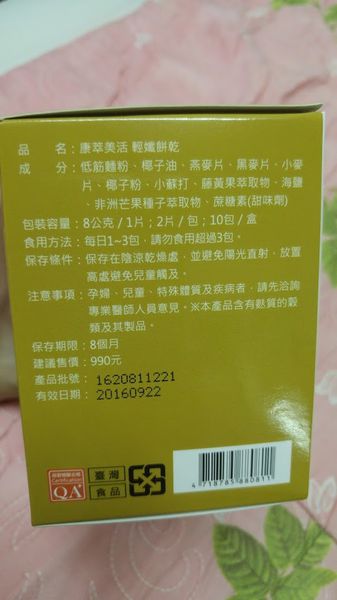 品　　名：康萃美活 輕孅餅乾
成　　分：低筋麵粉、椰子油、燕麥片、黑麥片、小麥
片、椰子粉、小蘇打、藤黃果萃取物、海鹽
、非洲芒果種子萃取物、蔗糖素(甜味劑)
包裝容量：8公克/1片；2片/包；10包/盒
食用方法：每日1~3包，請勿食用超過3包。
保存條件：保存在陰涼乾燥處，並避免陽光直射，放置
高處避免兒童觸及。
注意事項：孕婦、兒童、特殊體質及疾病者，請先洽詢
專業醫師人員意見。※本產品含有麩質的穀
類及其製品。
保存期限：8個月
建議售價：990元
產品批號：1620811221
有效日期：20160922
Certification
QA+
臺灣
食品
4 718785 880811